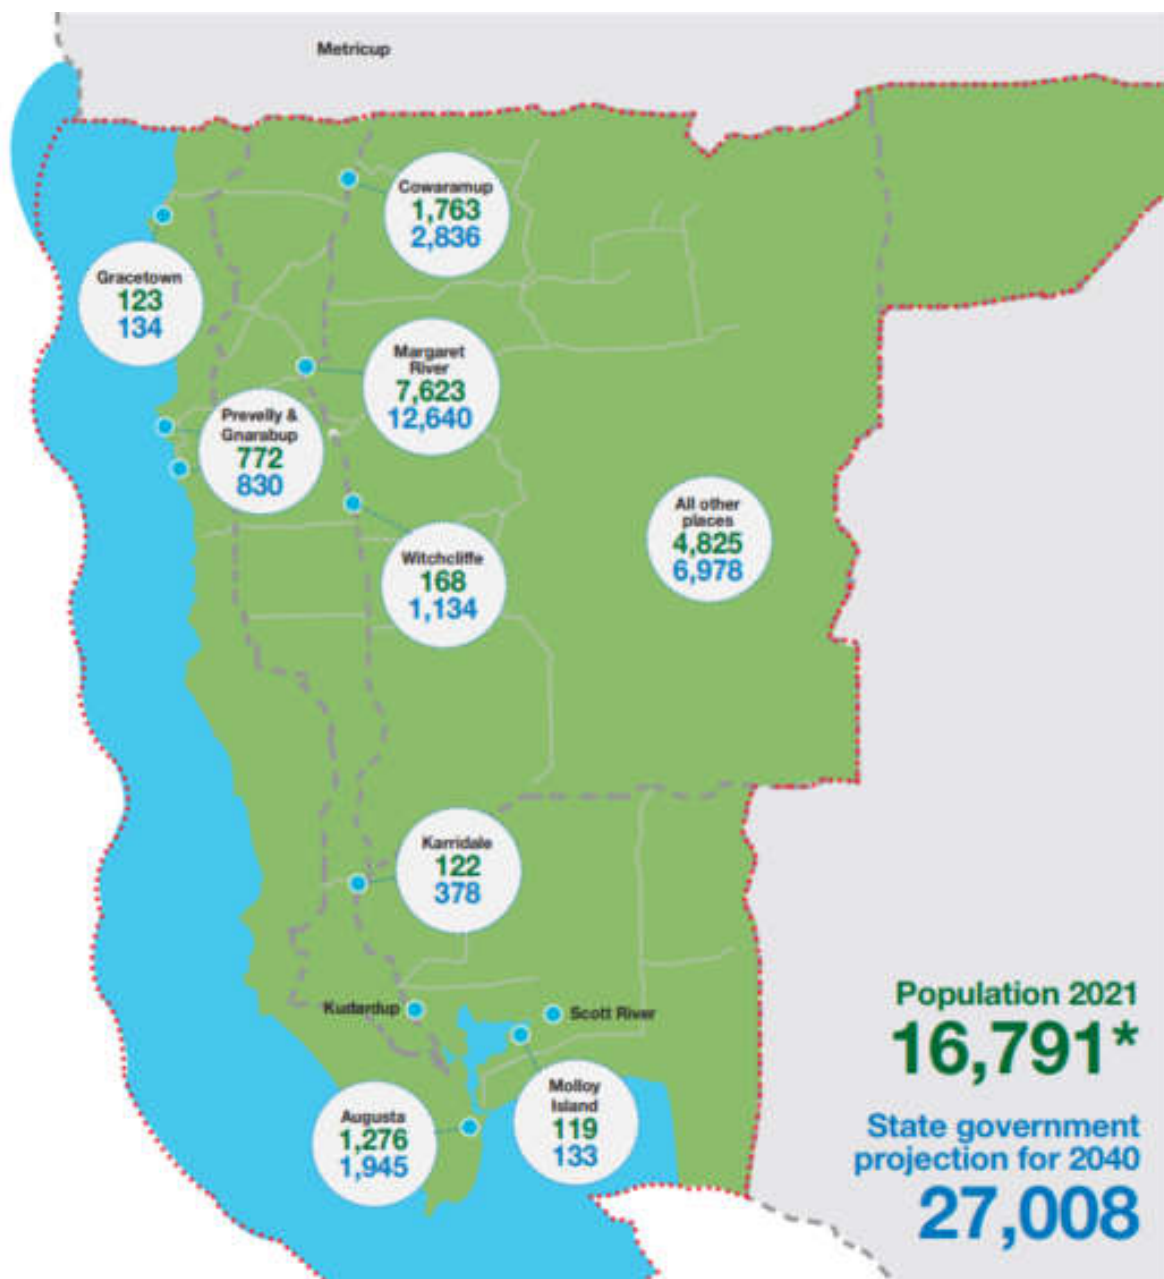 Metricup
Cowaramup
1,763
2,836
Gracetown
123
134
Margaret
River
7,623
12,640
Prevelly &
Gnarabup
772
830
All other
places
4,825
6,978
Witchcliffe
168
1,134
Karridale
122
378
Kudardup
Scott River
Molloy
Island
119
133
Augusta
1,276
1,945
Population 2021
16,791*
State government
projection for 2040
27,008